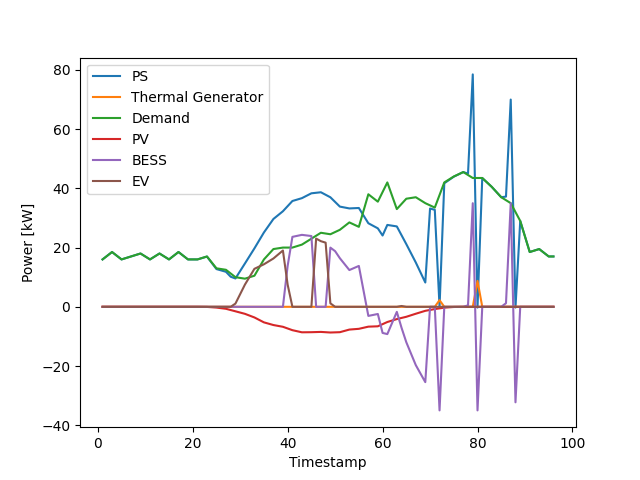 PS
Thermal Generator
Demand
PV
BESS
EV
Power [kW]
80
60
40
20
0
−20
−40
0 20 40 60 80 100
Timestamp